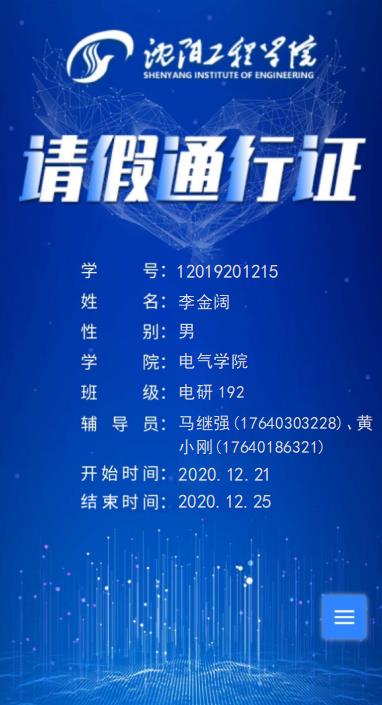 沈阳工程学院
SHENYANG INSTITUTE OF ENGINEERING
请假通行证
学号：12019201215
姓名：李金阔
性别：男
学院：电气学院
班级：电研192
辅导员：马继强(17640303228)、黄
小刚(17640186321)
开始时间：2020.12.21
结束时间：2020.12.25